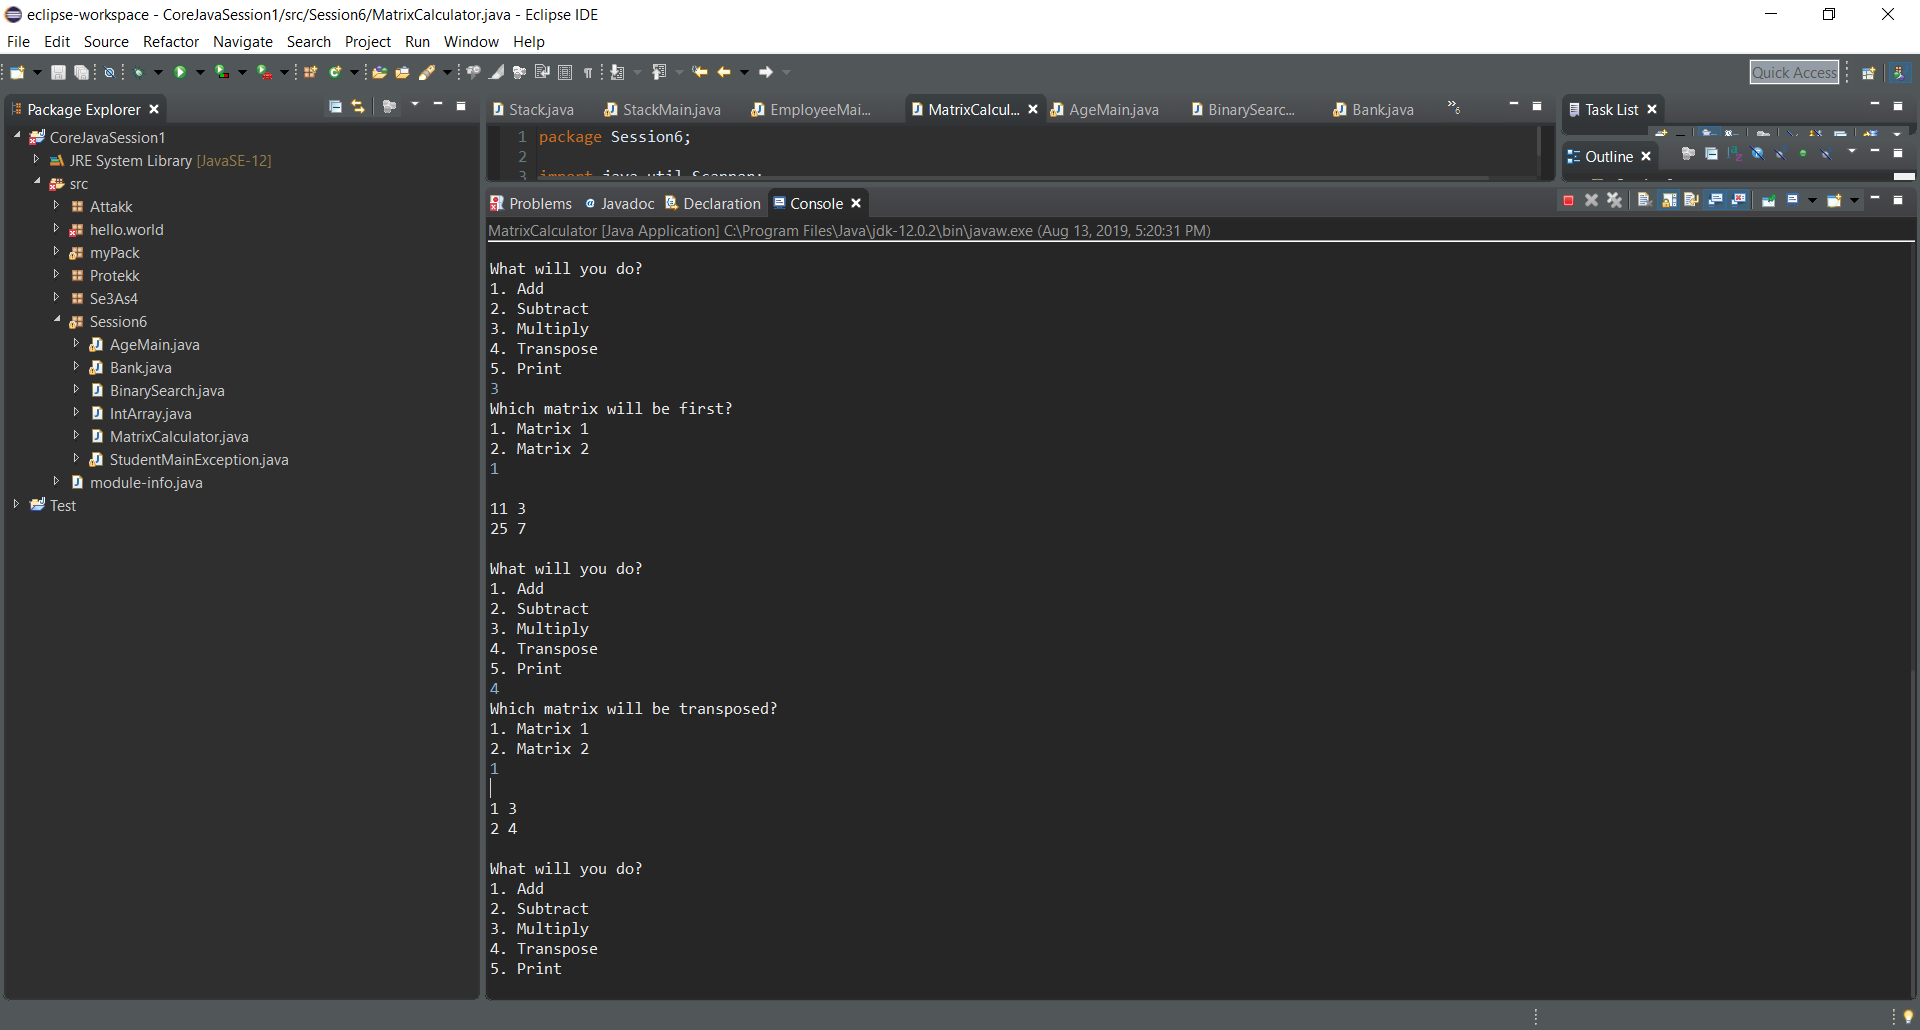 eclipse-workspace - CoreJavaSession1/src/Session6/MatrixCalculator.java - Eclipse IDE
File Edit Source Refactor Navigate Search Project Run Window Help
Quick Access
Package Explorer
CoreJavaSession1
JRE System Library [JavaSE-12]
src
Attakk
hello.world
myPack
Protekk
Se3As4
Session6
AgeMain.java
Bank.java
BinarySearch.java
IntArray.java
MatrixCalculator.java
StudentMainException.java
module-info.java
Test
Stack.java StackMain.java EmployeeMai... MatrixCalcul... AgeMain.java BinarySearc... Bank.java »6
1 package Session6;
2
3 import java.util.Scanner;
Task List
Outline
Problems Javadoc Declaration Console
MatrixCalculator [Java Application] C:\Program Files\Java\jdk-12.0.2\bin\javaw.exe (Aug 13, 2019, 5:20:31 PM)
What will you do?
1. Add
2. Subtract
3. Multiply
4. Transpose
5. Print
3
Which matrix will be first?
1. Matrix 1
2. Matrix 2
1
11 3
25 7
What will you do?
1. Add
2. Subtract
3. Multiply
4. Transpose
5. Print
4
Which matrix will be transposed?
1. Matrix 1
2. Matrix 2
1
1 3
2 4
What will you do?
1. Add
2. Subtract
3. Multiply
4. Transpose
5. Print